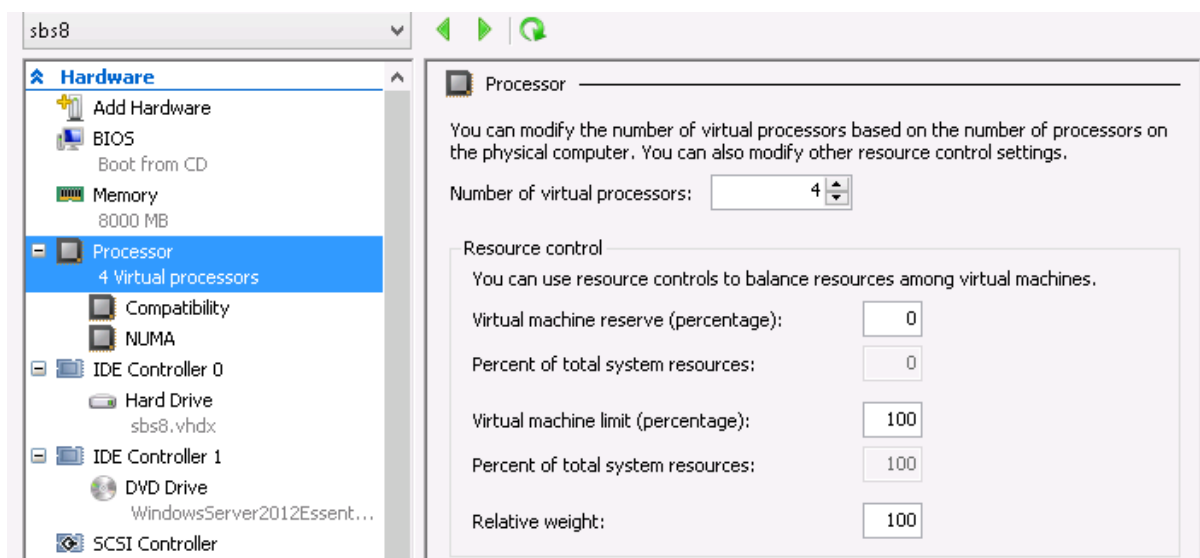 sbs8
Hardware
Add Hardware
BIOS
Boot from CD
Memory
8000 MB
Processor
4 Virtual processors
Compatibility
NUMA
IDE Controller 0
Hard Drive
sbs8.vhdx
IDE Controller 1
DVD Drive
WindowsServer2012Essent...
SCSI Controller
Processor
You can modify the number of virtual processors based on the number of processors on
the physical computer. You can also modify other resource control settings.
Number of virtual processors: 4
Resource control
You can use resource controls to balance resources among virtual machines.
Virtual machine reserve (percentage): 0
Percent of total system resources: 0
Virtual machine limit (percentage): 100
Percent of total system resources: 100
Relative weight: 100